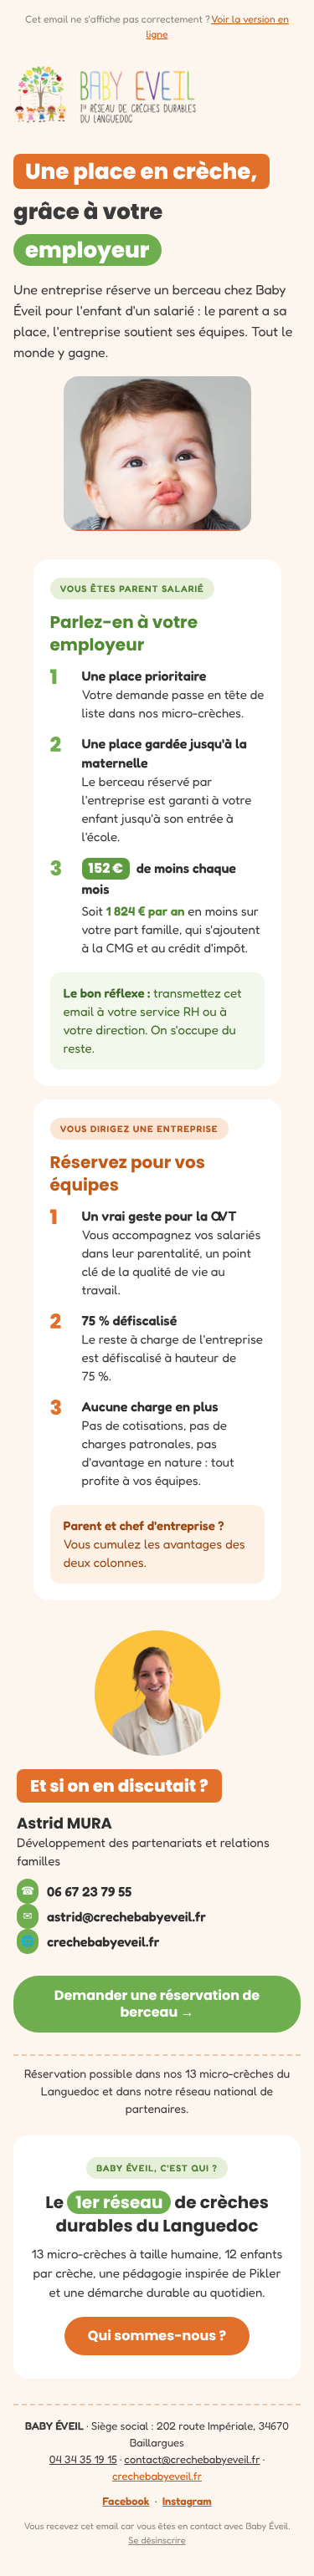 Cet email ne s'affiche pas correctement ? Voir la version en
ligne
BABY EVEIL
1ER RÉSEAU DE CRÈCHES DURABLES
DU LANGUEDOC
Une place en crèche,
grâce à votre
employeur
Une entreprise réserve un berceau chez Baby
Éveil pour l'enfant d'un salarié : le parent a sa
place, l'entreprise soutient ses équipes. Tout le
monde y gagne.
VOUS ÊTES PARENT SALARIÉ
Parlez-en à votre
employeur
1 Une place prioritaire
Votre demande passe en tête de
liste dans nos micro-crèches.
2 Une place gardée jusqu'à la
maternelle
Le berceau réservé par
l'entreprise est garanti à votre
enfant jusqu'à son entrée à
l'école.
3 152 € de moins chaque
mois
Soit 1 824 € par an en moins sur
votre part famille, qui s'ajoutent
à la CMG et au crédit d'impôt.
Le bon réflexe : transmettez cet
email à votre service RH ou à
votre direction. On s'occupe du
reste.
VOUS DIRIGEZ UNE ENTREPRISE
Réservez pour vos
équipes
1 Un vrai geste pour la QVT
Vous accompagnez vos salariés
dans leur parentalité, un point
clé de la qualité de vie au
travail.
2 75 % défiscalisé
Le reste à charge de l'entreprise
est défiscalisé à hauteur de
75 %.
3 Aucune charge en plus
Pas de cotisations, pas de
charges patronales, pas
d'avantage en nature : tout
profite à vos équipes.
Parent et chef d'entreprise ?
Vous cumulez les avantages des
deux colonnes.
Et si on en discutait ?
Astrid MURA
Développement des partenariats et relations
familles
06 67 23 79 55
astrid@crechebabyeveil.fr
crechebabyeveil.fr
Demander une réservation de
berceau →
Réservation possible dans nos 13 micro-crèches du
Languedoc et dans notre réseau national de
partenaires.
BABY ÉVEIL, C'EST QUI ?
Le 1er réseau de crèches
durables du Languedoc
13 micro-crèches à taille humaine, 12 enfants
par crèche, une pédagogie inspirée de Pikler
et une démarche durable au quotidien.
Qui sommes-nous ?
BABY ÉVEIL · Siège social : 202 route Impériale, 34670
Baillargues
04 34 35 19 15 · contact@crechebabyeveil.fr ·
crechebabyeveil.fr
Facebook · Instagram
Vous recevez cet email car vous êtes en contact avec Baby Éveil.
Se désinscrire